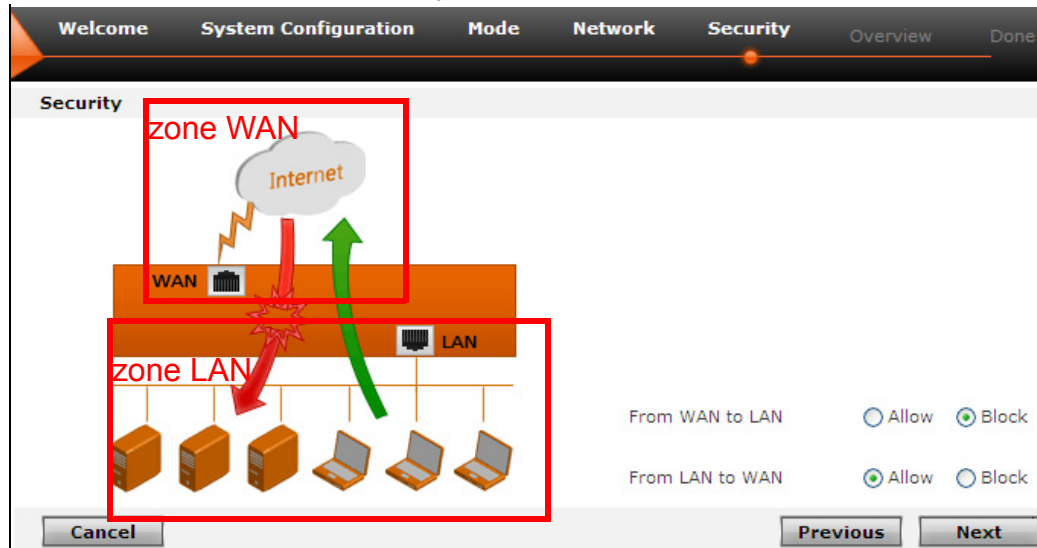 Welcome System Configuration Mode Network Security Overview Done
Security
zone WAN
Internet
WAN
LAN
zone LAN
From WAN to LAN Allow Block
From LAN to WAN Allow Block
Cancel Previous Next